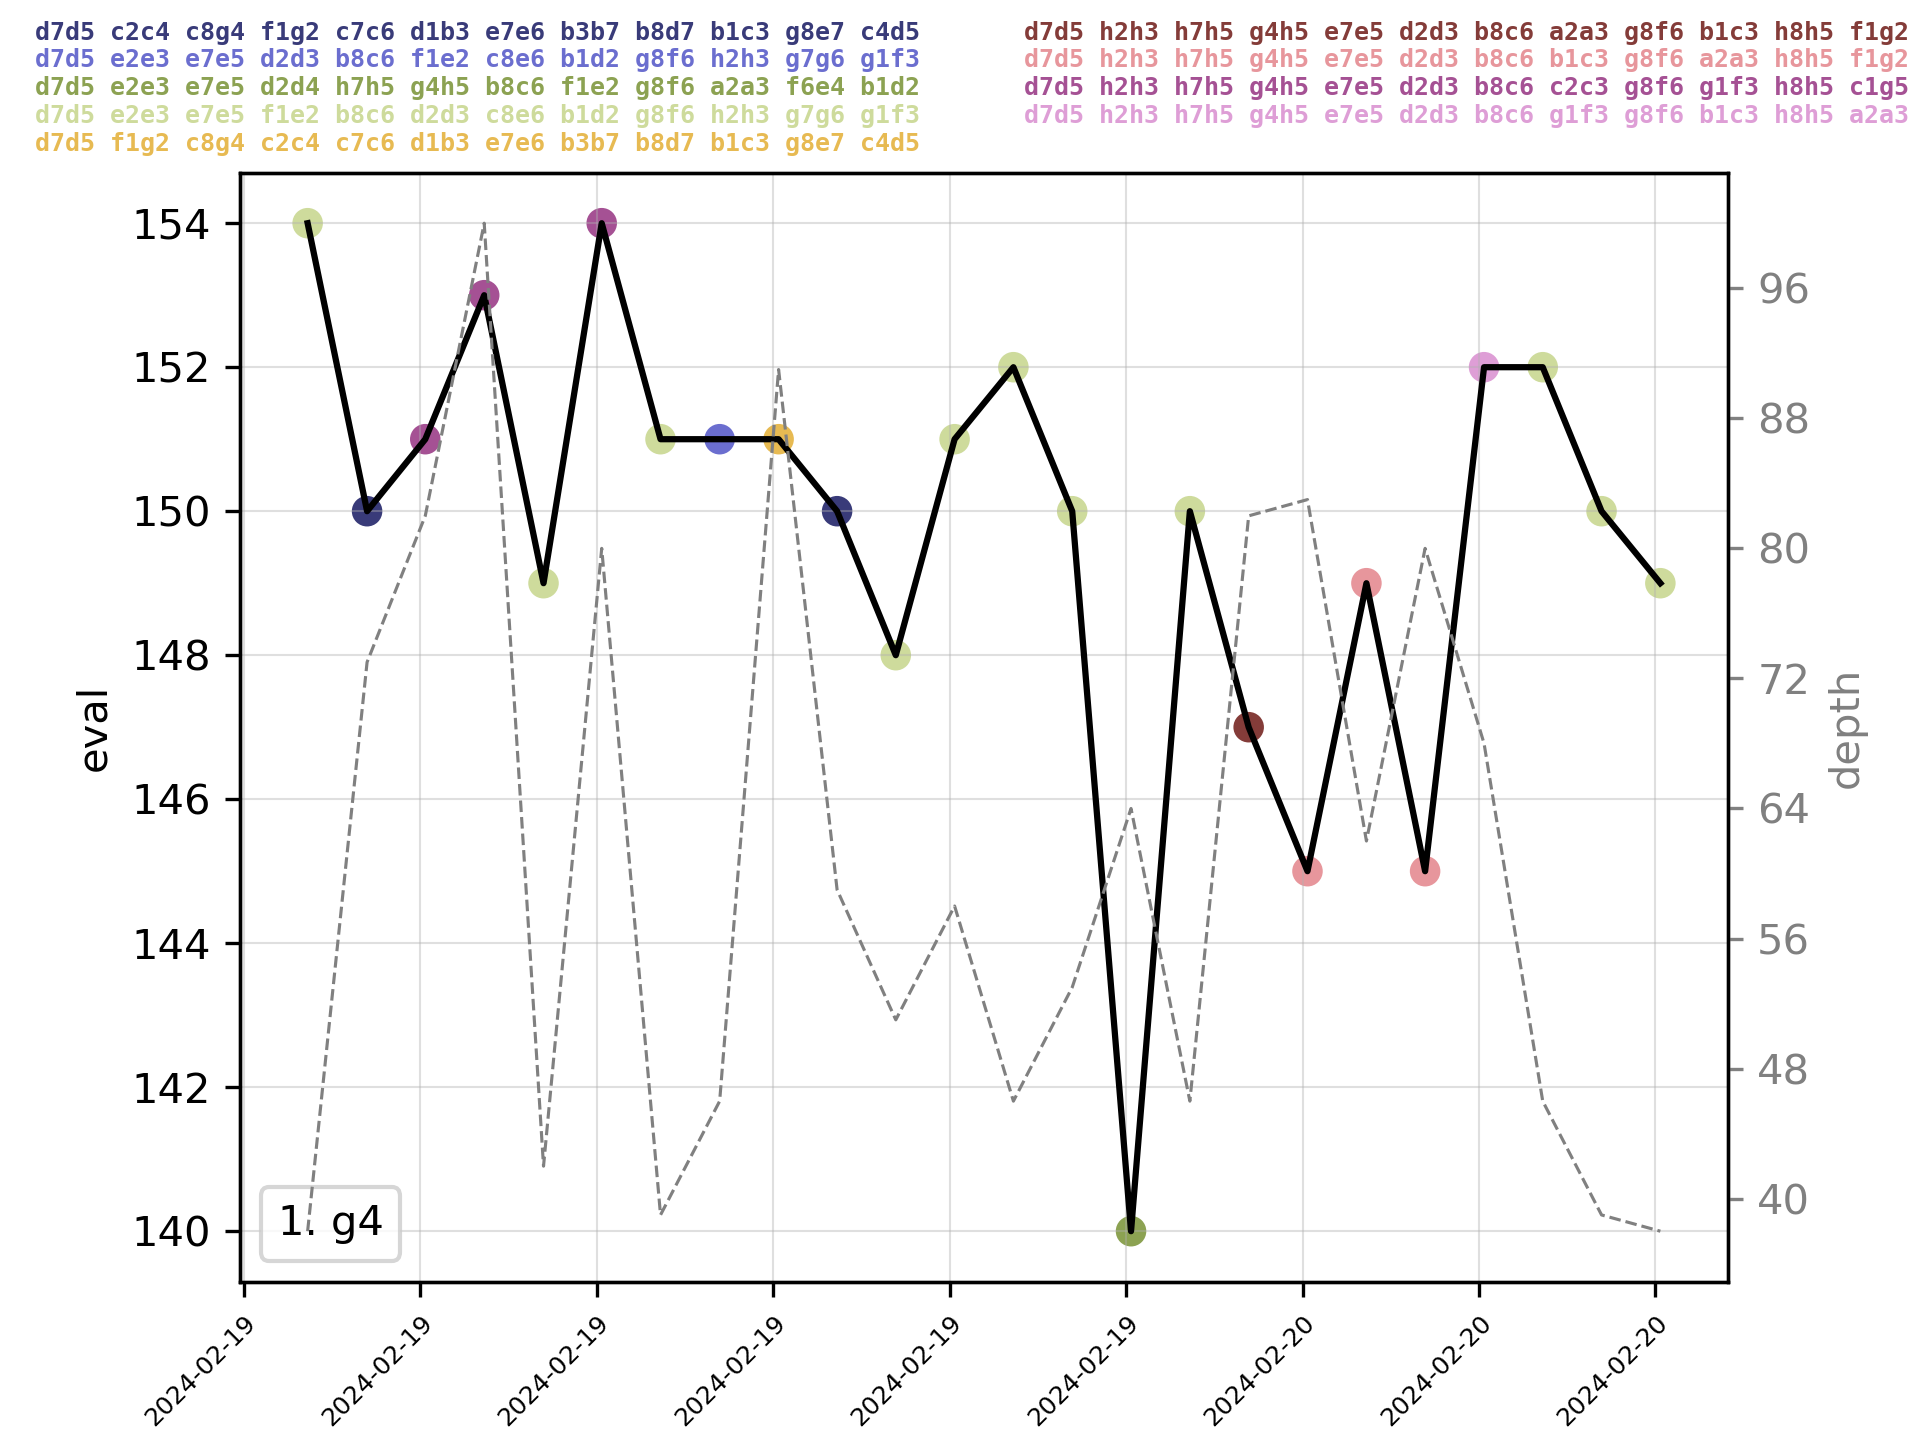 d7d5 c2c4 c8g4 f1g2 c7c6 d1b3 e7e6 b3b7 b8d7 b1c3 g8e7 c4d5
d7d5 e2e3 e7e5 d2d3 b8c6 f1e2 c8e6 b1d2 g8f6 h2h3 g7g6 g1f3
d7d5 e2e3 e7e5 d2d4 h7h5 g4h5 b8c6 f1e2 g8f6 a2a3 f6e4 b1d2
d7d5 e2e3 e7e5 f1e2 b8c6 d2d3 c8e6 b1d2 g8f6 h2h3 g7g6 g1f3
d7d5 f1g2 c8g4 c2c4 c7c6 d1b3 e7e6 b3b7 b8d7 b1c3 g8e7 c4d5
d7d5 h2h3 h7h5 g4h5 e7e5 d2d3 b8c6 a2a3 g8f6 b1c3 h8h5 f1g2
d7d5 h2h3 h7h5 g4h5 e7e5 d2d3 b8c6 b1c3 g8f6 a2a3 h8h5 f1g2
d7d5 h2h3 h7h5 g4h5 e7e5 d2d3 b8c6 c2c3 g8f6 g1f3 h8h5 c1g5
d7d5 h2h3 h7h5 g4h5 e7e5 d2d3 b8c6 g1f3 g8f6 b1c3 h8h5 a2a3
154
152
150
148
146
144
142
140
eval
96
88
80
72
64
56
48
40
depth
1. g4
2024-02-19
2024-02-19
2024-02-19
2024-02-19
2024-02-19
2024-02-19
2024-02-20
2024-02-20
2024-02-20